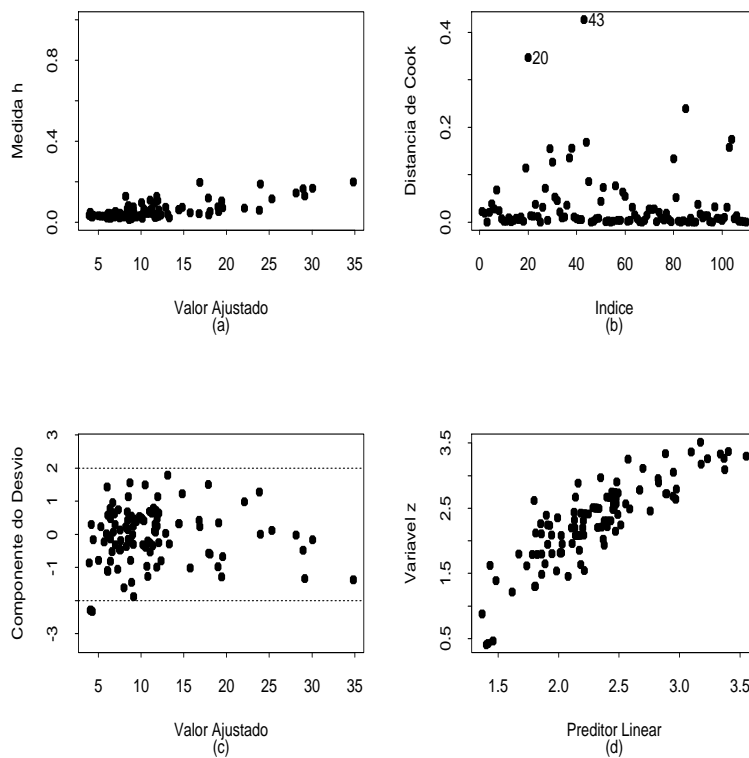 Medida h
0.0 0.4 0.8
5 10 15 20 25 30 35
Valor Ajustado
(a)
Distancia de Cook
0.0 0.2 0.4
43
20
0 20 40 60 80 100
Indice
(b)
Componente do Desvio
-3 -2 0 1 2 3
5 10 15 20 25 30 35
Valor Ajustado
(c)
Variavel z
0.5 1.5 2.5 3.5
1.5 2.0 2.5 3.0 3.5
Preditor Linear
(d)